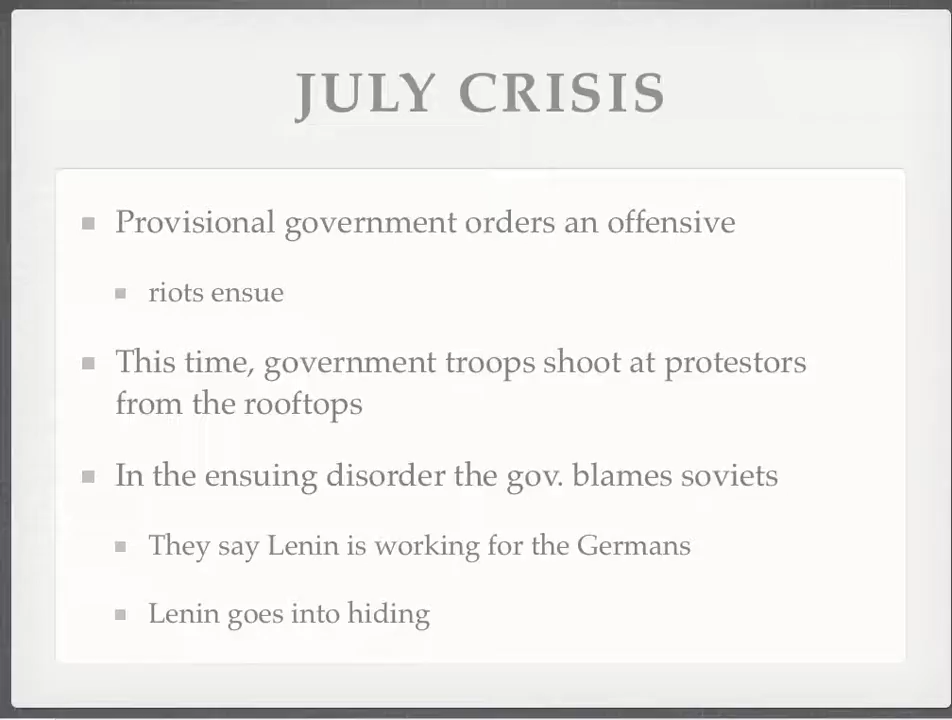 JULY CRISIS
Provisional government orders an offensive
riots ensue
This time, government troops shoot at protestors
from the rooftops
In the ensuing disorder the gov. blames soviets
They say Lenin is working for the Germans
Lenin goes into hiding